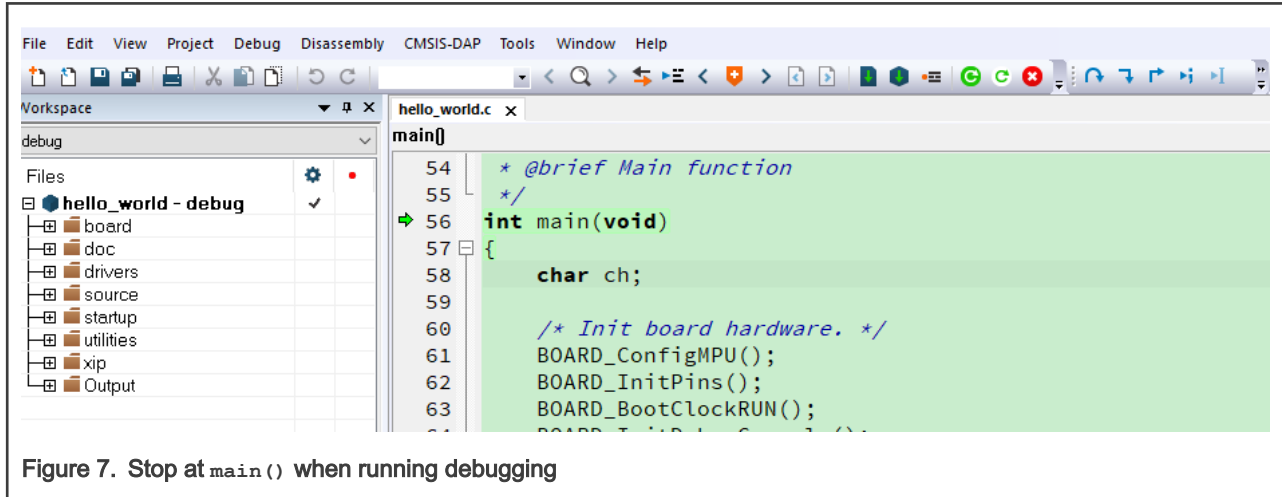 File Edit View Project Debug Disassembly CMSIS-DAP Tools Window Help
Workspace
debug
Files
hello_world - debug
board
doc
drivers
source
startup
utilities
xip
Output
hello_world.c x
main()
54 * @brief Main function
55 */
56 int main(void)
57 {
58 char ch;
59
60 /* Init board hardware. */
61 BOARD_ConfigMPU();
62 BOARD_InitPins();
63 BOARD_BootClockRUN();
Figure 7. Stop at main() when running debugging